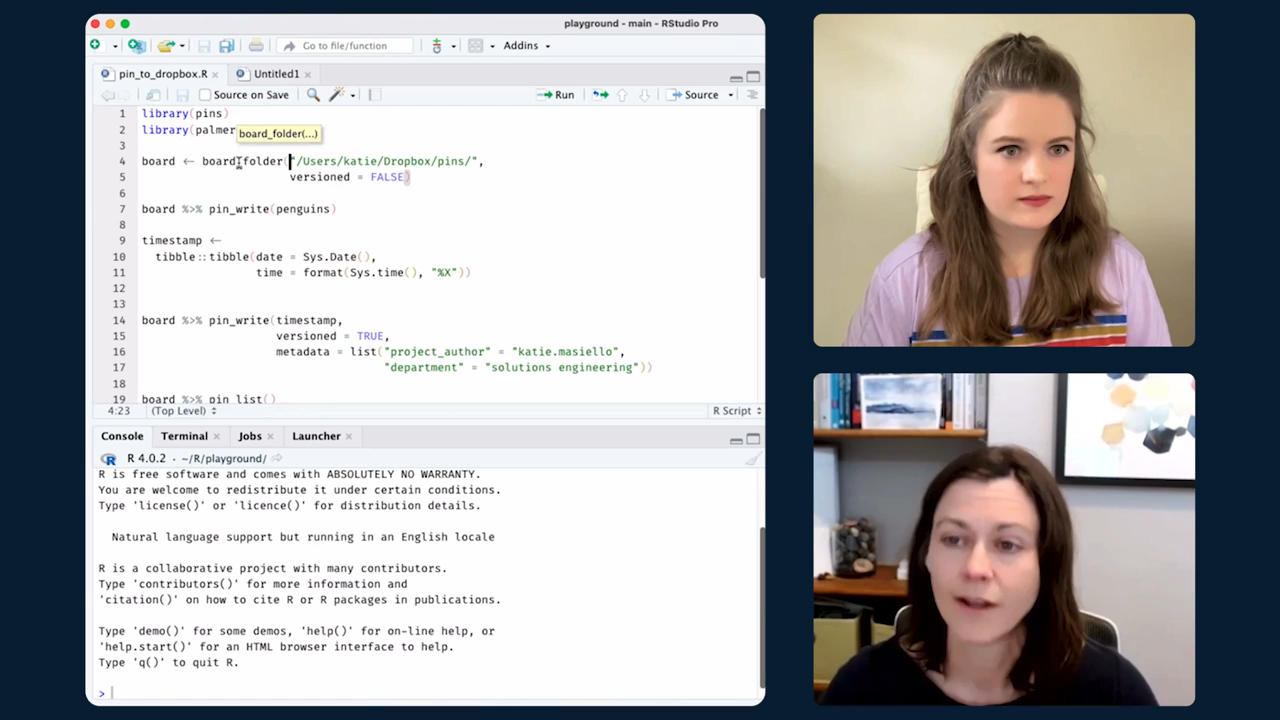 playground - main - RStudio Pro
Go to file/function
Addins
pin_to_dropbox.R
Untitled1
Source on Save
Run
Source
1 library(pins)
2 library(palmer
board_folder(...)
3
4 board <- board_folder("/Users/katie/Dropbox/pins/",
5 versioned = FALSE)
6
7 board %>% pin_write(penguins)
8
9 timestamp <-
10 tibble::tibble(date = Sys.Date(),
11 time = format(Sys.time(), "%X"))
12
13
14 board %>% pin_write(timestamp,
15 versioned = TRUE,
16 metadata = list("project_author" = "katie.masiello",
17 "department" = "solutions engineering"))
18
19 board %>% pin_list()
4:23 (Top Level) R Script
Console Terminal Jobs Launcher
R 4.0.2 · ~/R/playground/
R is free software and comes with ABSOLUTELY NO WARRANTY.
You are welcome to redistribute it under certain conditions.
Type 'license()' or 'licence()' for distribution details.
Natural language support but running in an English locale
R is a collaborative project with many contributors.
Type 'contributors()' for more information and
'citation()' on how to cite R or R packages in publications.
Type 'demo()' for some demos, 'help()' for on-line help, or
'help.start()' for an HTML browser interface to help.
Type 'q()' to quit R.
>